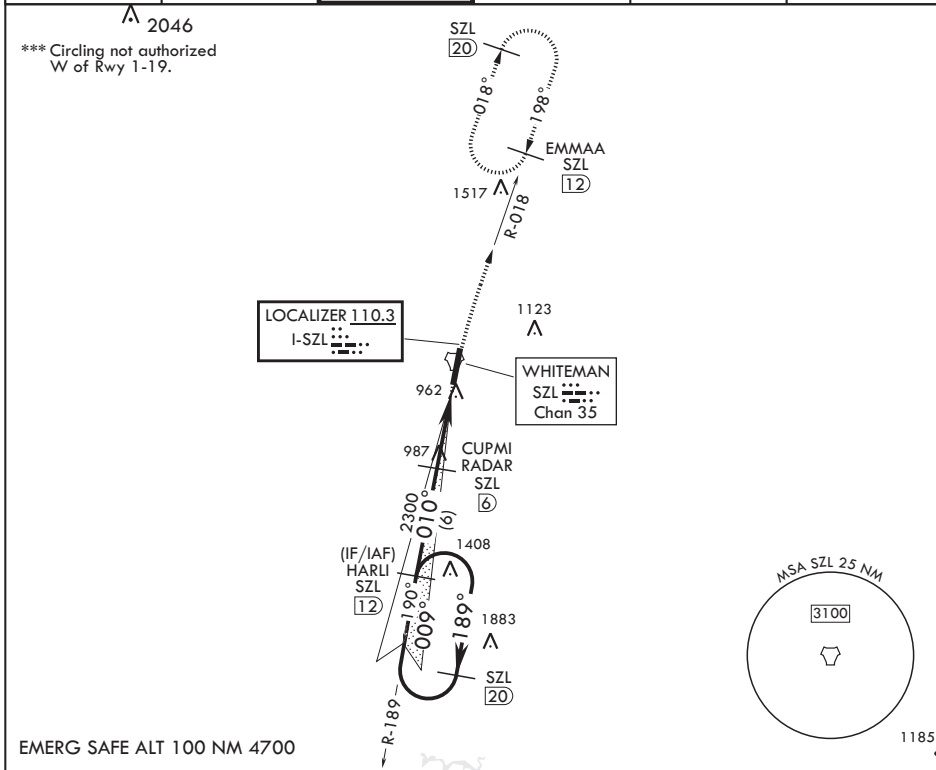 2046
*** Circling not authorized
W of Rwy 1-19.
SZL
20
018°
198°
EMMAA
SZL
12
1517
R-018
LOCALIZER 110.3
I-SZL
1123
WHITEMAN
SZL
Chan 35
962
987
CUPMI
RADAR
SZL
6
2300
010°
(6)
(IF/IAF)
HARLI
SZL
12
1408
190°
009°
189°
1883
SZL
20
R-189
MSA SZL 25 NM
3100
EMERG SAFE ALT 100 NM 4700
1185